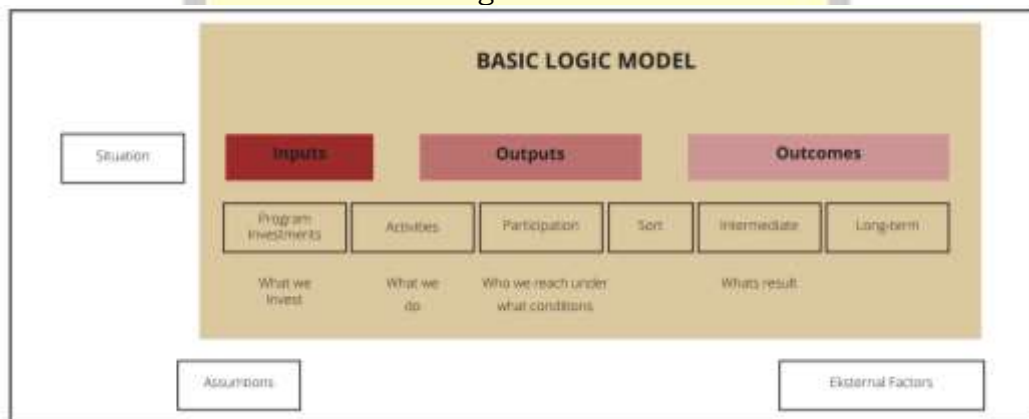 BASIC LOGIC MODEL
Situation
Inputs
Outputs
Outcomes
Program
Investments
Activities
Participation
Sort
Intermediate
Long-term
What we
Invest
What we
do
Who we reach under
what conditions
Whats result
Assumtions
Eksternal Factors